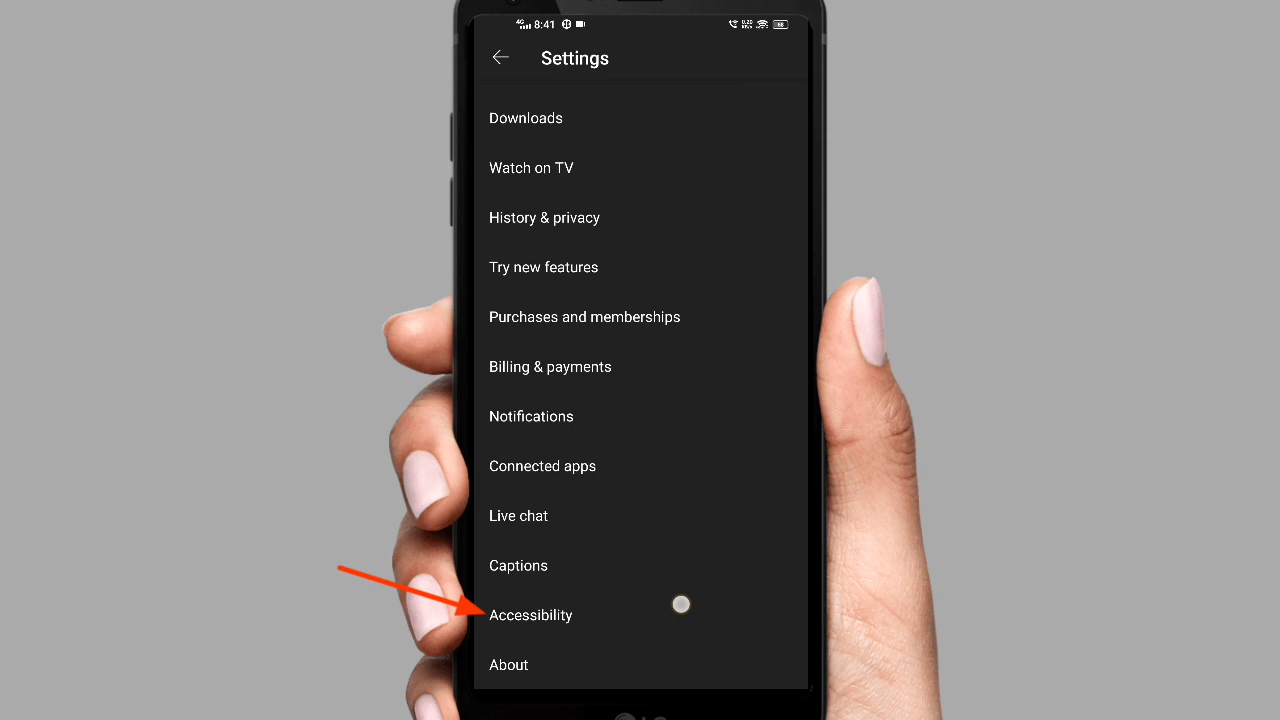 4G 8:41
Settings
Downloads
Watch on TV
History & privacy
Try new features
Purchases and memberships
Billing & payments
Notifications
Connected apps
Live chat
Captions
Accessibility
About